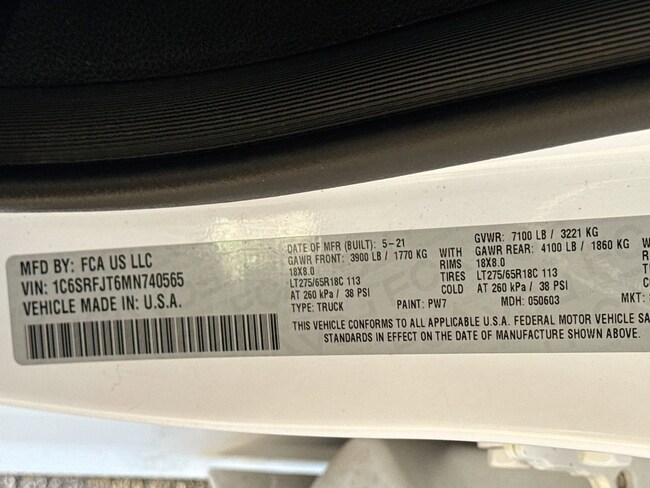 MFD BY: FCA US LLC
VIN: 1C6SRFJT6MN740565
VEHICLE MADE IN: U.S.A.
DATE OF MFR (BUILT): 5-21
GAWR FRONT: 3900 LB / 1770 KG WITH
18X8.0 RIMS
LT275/65R18C 113 TIRES
AT 260 kPa / 38 PSI COLD
TYPE: TRUCK PAINT: PW7
GVWR: 7100 LB / 3221 KG
GAWR REAR: 4100 LB / 1860 KG
18X8.0
LT275/65R18C 113
AT 260 kPa / 38 PSI
MDH: 050603 MKT:
THIS VEHICLE CONFORMS TO ALL APPLICABLE U.S.A. FEDERAL MOTOR VEHICLE SA
STANDARDS IN EFFECT ON THE DATE OF MANUFACTURE SHOWN ABOVE.